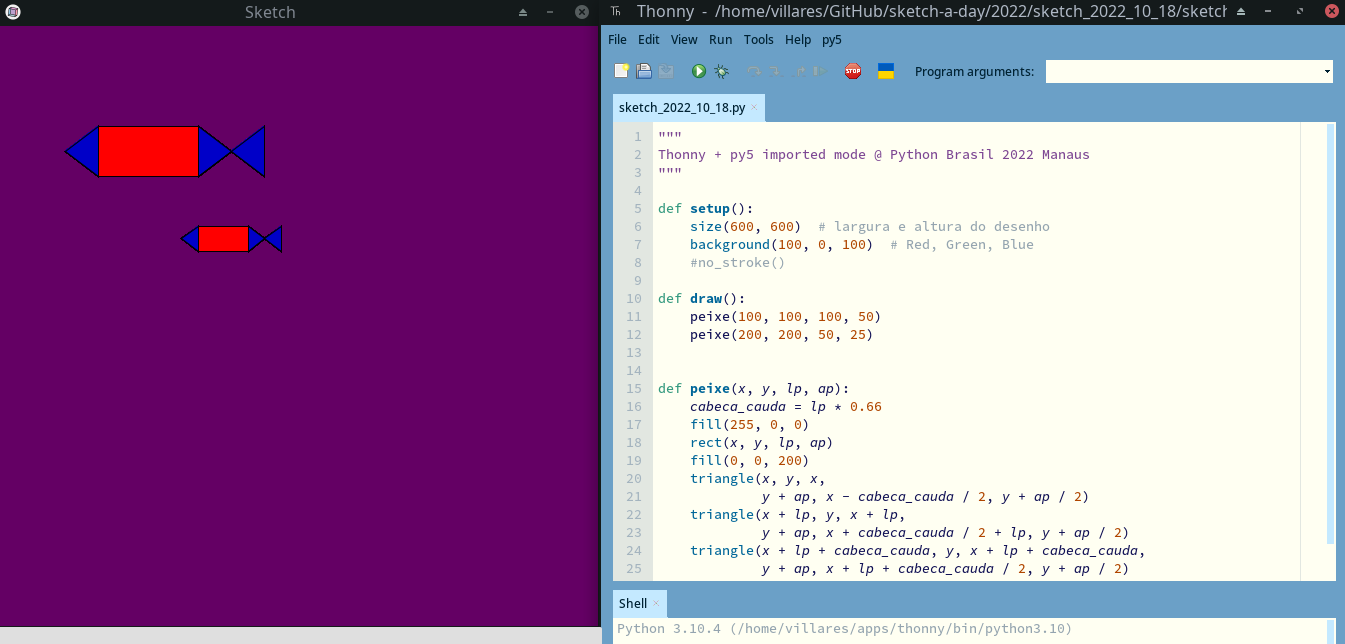 Sketch
Th Thonny - /home/villares/GitHub/sketch-a-day/2022/sketch_2022_10_18/sketch
File Edit View Run Tools Help py5
STOP Program arguments:
sketch_2022_10_18.py
1 """
2 Thonny + py5 imported mode @ Python Brasil 2022 Manaus
3 """
4
5 def setup():
6     size(600, 600)  # largura e altura do desenho
7     background(100, 0, 100)  # Red, Green, Blue
8     #no_stroke()
9
10 def draw():
11     peixe(100, 100, 100, 50)
12     peixe(200, 200, 50, 25)
13
14
15 def peixe(x, y, lp, ap):
16     cabeca_cauda = lp * 0.66
17     fill(255, 0, 0)
18     rect(x, y, lp, ap)
19     fill(0, 0, 200)
20     triangle(x, y, x,
21              y + ap, x - cabeca_cauda / 2, y + ap / 2)
22     triangle(x + lp, y, x + lp,
23              y + ap, x + cabeca_cauda / 2 + lp, y + ap / 2)
24     triangle(x + lp + cabeca_cauda, y, x + lp + cabeca_cauda,
25              y + ap, x + lp + cabeca_cauda / 2, y + ap / 2)
Shell
Python 3.10.4 (/home/villares/apps/thonny/bin/python3.10)